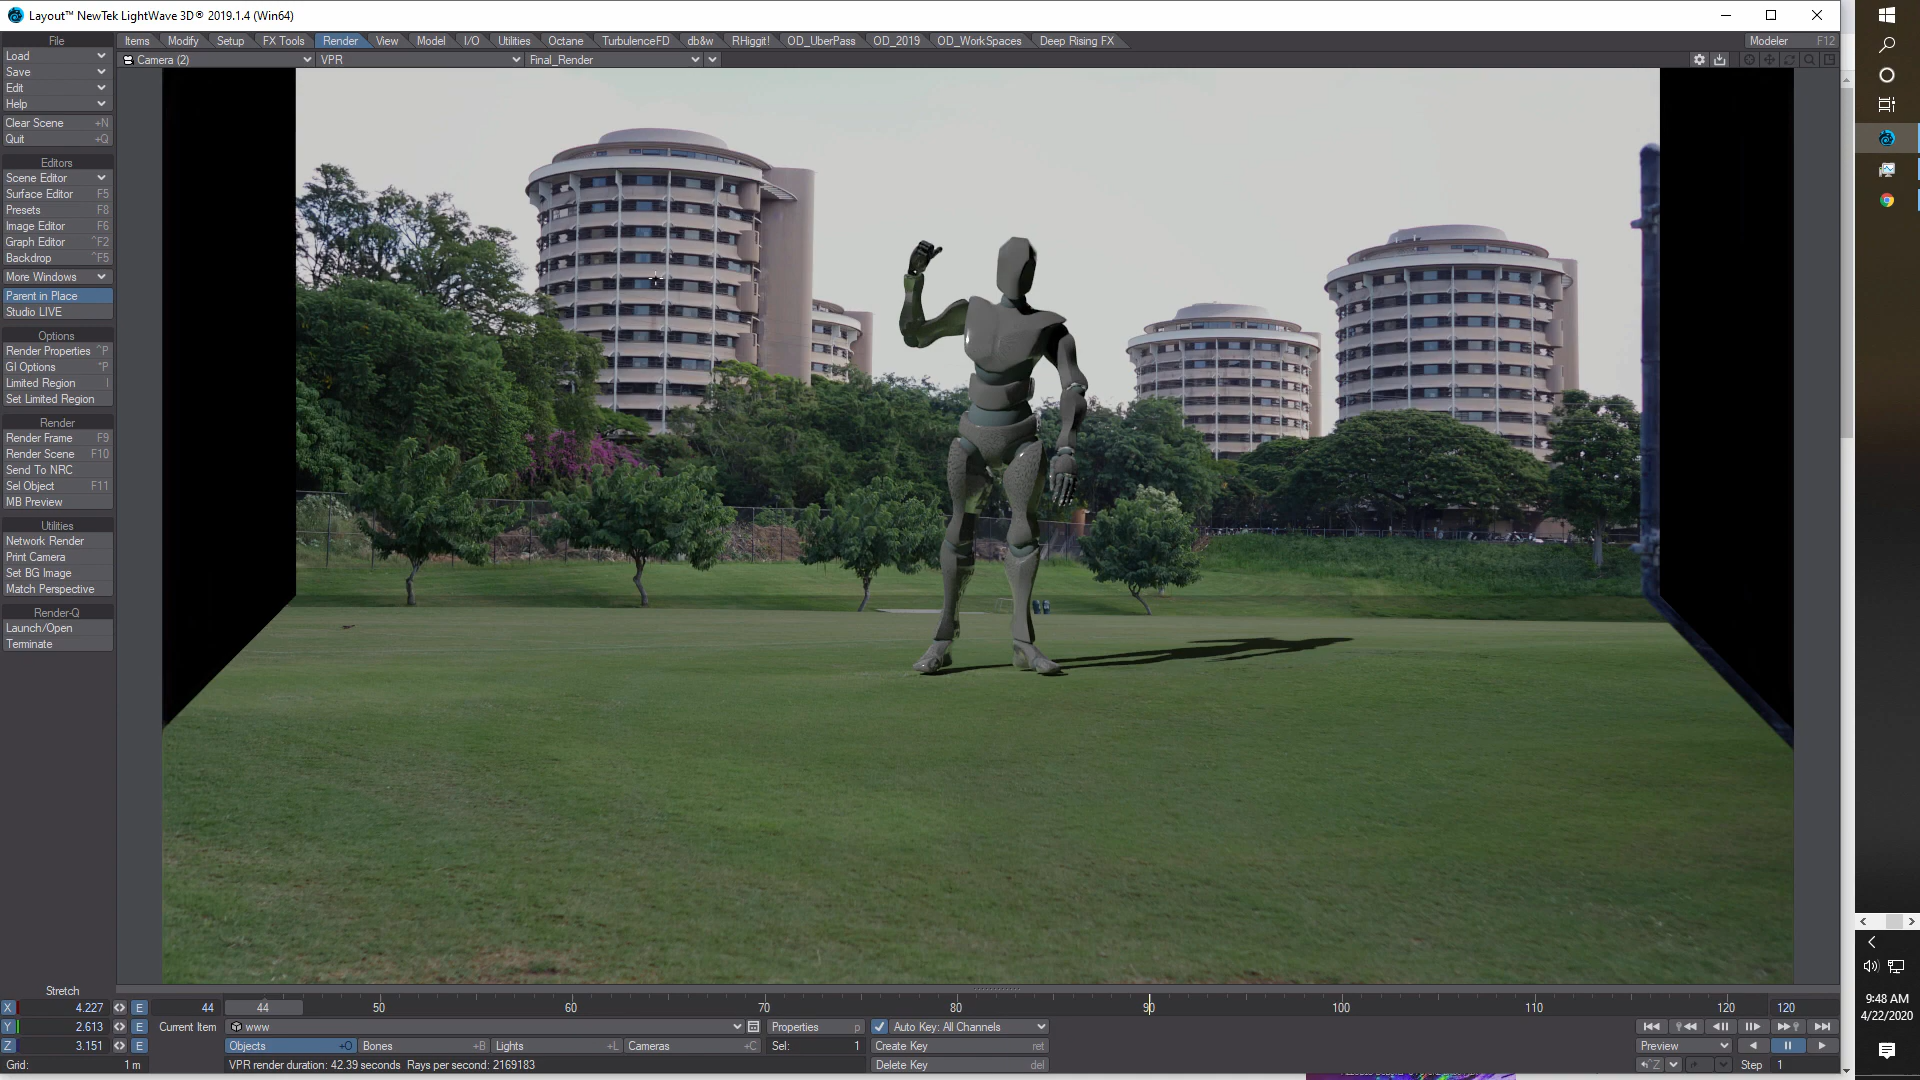 Layout™ NewTek LightWave 3D® 2019.1.4 (Win64)
File Items Modify Setup FX Tools Render View Model I/O Utilities Octane TurbulenceFD db&w RHiggit! OD_UberPass OD_2019 OD_WorkSpaces Deep Rising FX Modeler F12
Camera (2) VPR Final_Render
Load
Save
Edit
Help
Clear Scene +N
Quit +Q
Editors
Scene Editor
Surface Editor F5
Presets F8
Image Editor F6
Graph Editor ^F2
Backdrop ^F5
More Windows
Parent in Place
Studio LIVE
Options
Render Properties ^P
GI Options *P
Limited Region l
Set Limited Region
Render
Render Frame F9
Render Scene F10
Send To NRC
Sel Object F11
MB Preview
Utilities
Network Render
Print Camera
Set BG Image
Match Perspective
Render-Q
Launch/Open
Terminate
Stretch
X 4.227 E 44 44 50 60 70 80 90 100 110 120 120
Y 2.613 E Current Item www Properties p Auto Key: All Channels
Z 3.151 E Objects +O Bones +B Lights +L Cameras +C Sel: 1 Create Key ret Preview
Grid: 1 m VPR render duration: 42.39 seconds Rays per second: 2169183 Delete Key del ^Z Step 1
9:48 AM
4/22/2020